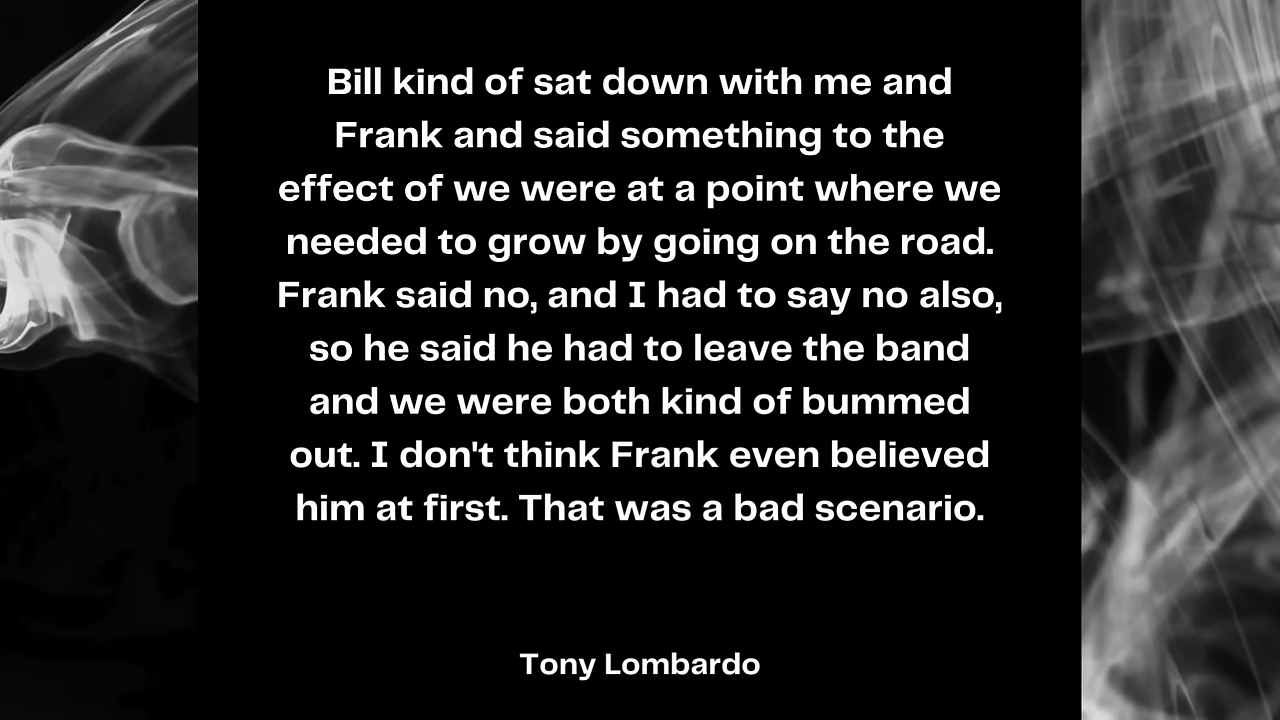 Bill kind of sat down with me and
Frank and said something to the
effect of we were at a point where we
needed to grow by going on the road.
Frank said no, and I had to say no also,
so he said he had to leave the band
and we were both kind of bummed
out. I don't think Frank even believed
him at first. That was a bad scenario.
Tony Lombardo